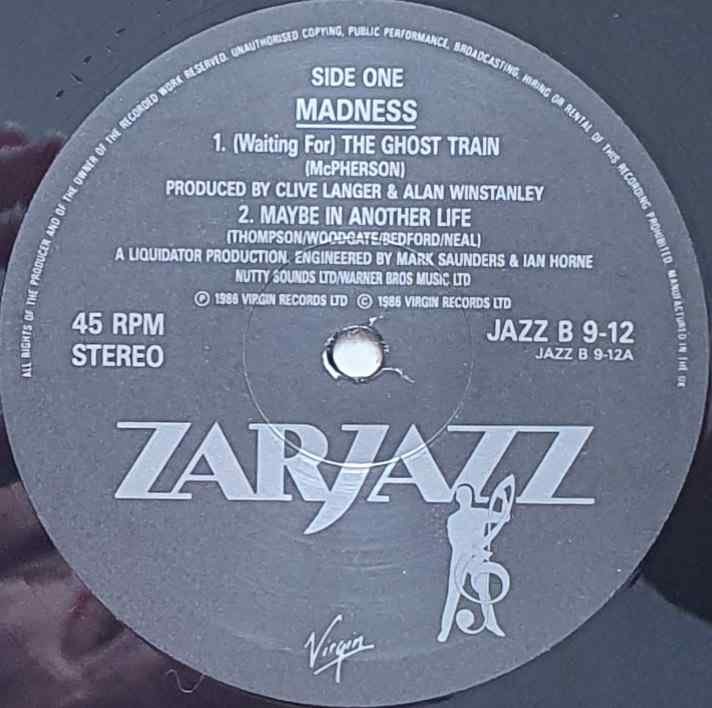 ALL RIGHTS OF THE PRODUCER AND OF THE OWNER OF THE RECORDED WORK RESERVED. UNAUTHORISED COPYING, PUBLIC PERFORMANCE, BROADCASTING, HIRING OR RENTAL OF THIS RECORDING PROHIBITED. MANUFACTURED IN THE UK
SIDE ONE
MADNESS
1. (Waiting For) THE GHOST TRAIN
(McPHERSON)
PRODUCED BY CLIVE LANGER & ALAN WINSTANLEY
2. MAYBE IN ANOTHER LIFE
(THOMPSON/WOODGATE/BEDFORD/NEAL)
A LIQUIDATOR PRODUCTION. ENGINEERED BY MARK SAUNDERS & IAN HORNE
NUTTY SOUNDS LTD/WARNER BROS MUSIC LTD
℗ 1986 VIRGIN RECORDS LTD © 1986 VIRGIN RECORDS LTD
45 RPM
STEREO
JAZZ B 9-12
JAZZ B 9-12A
ZARJAZZ
Virgin